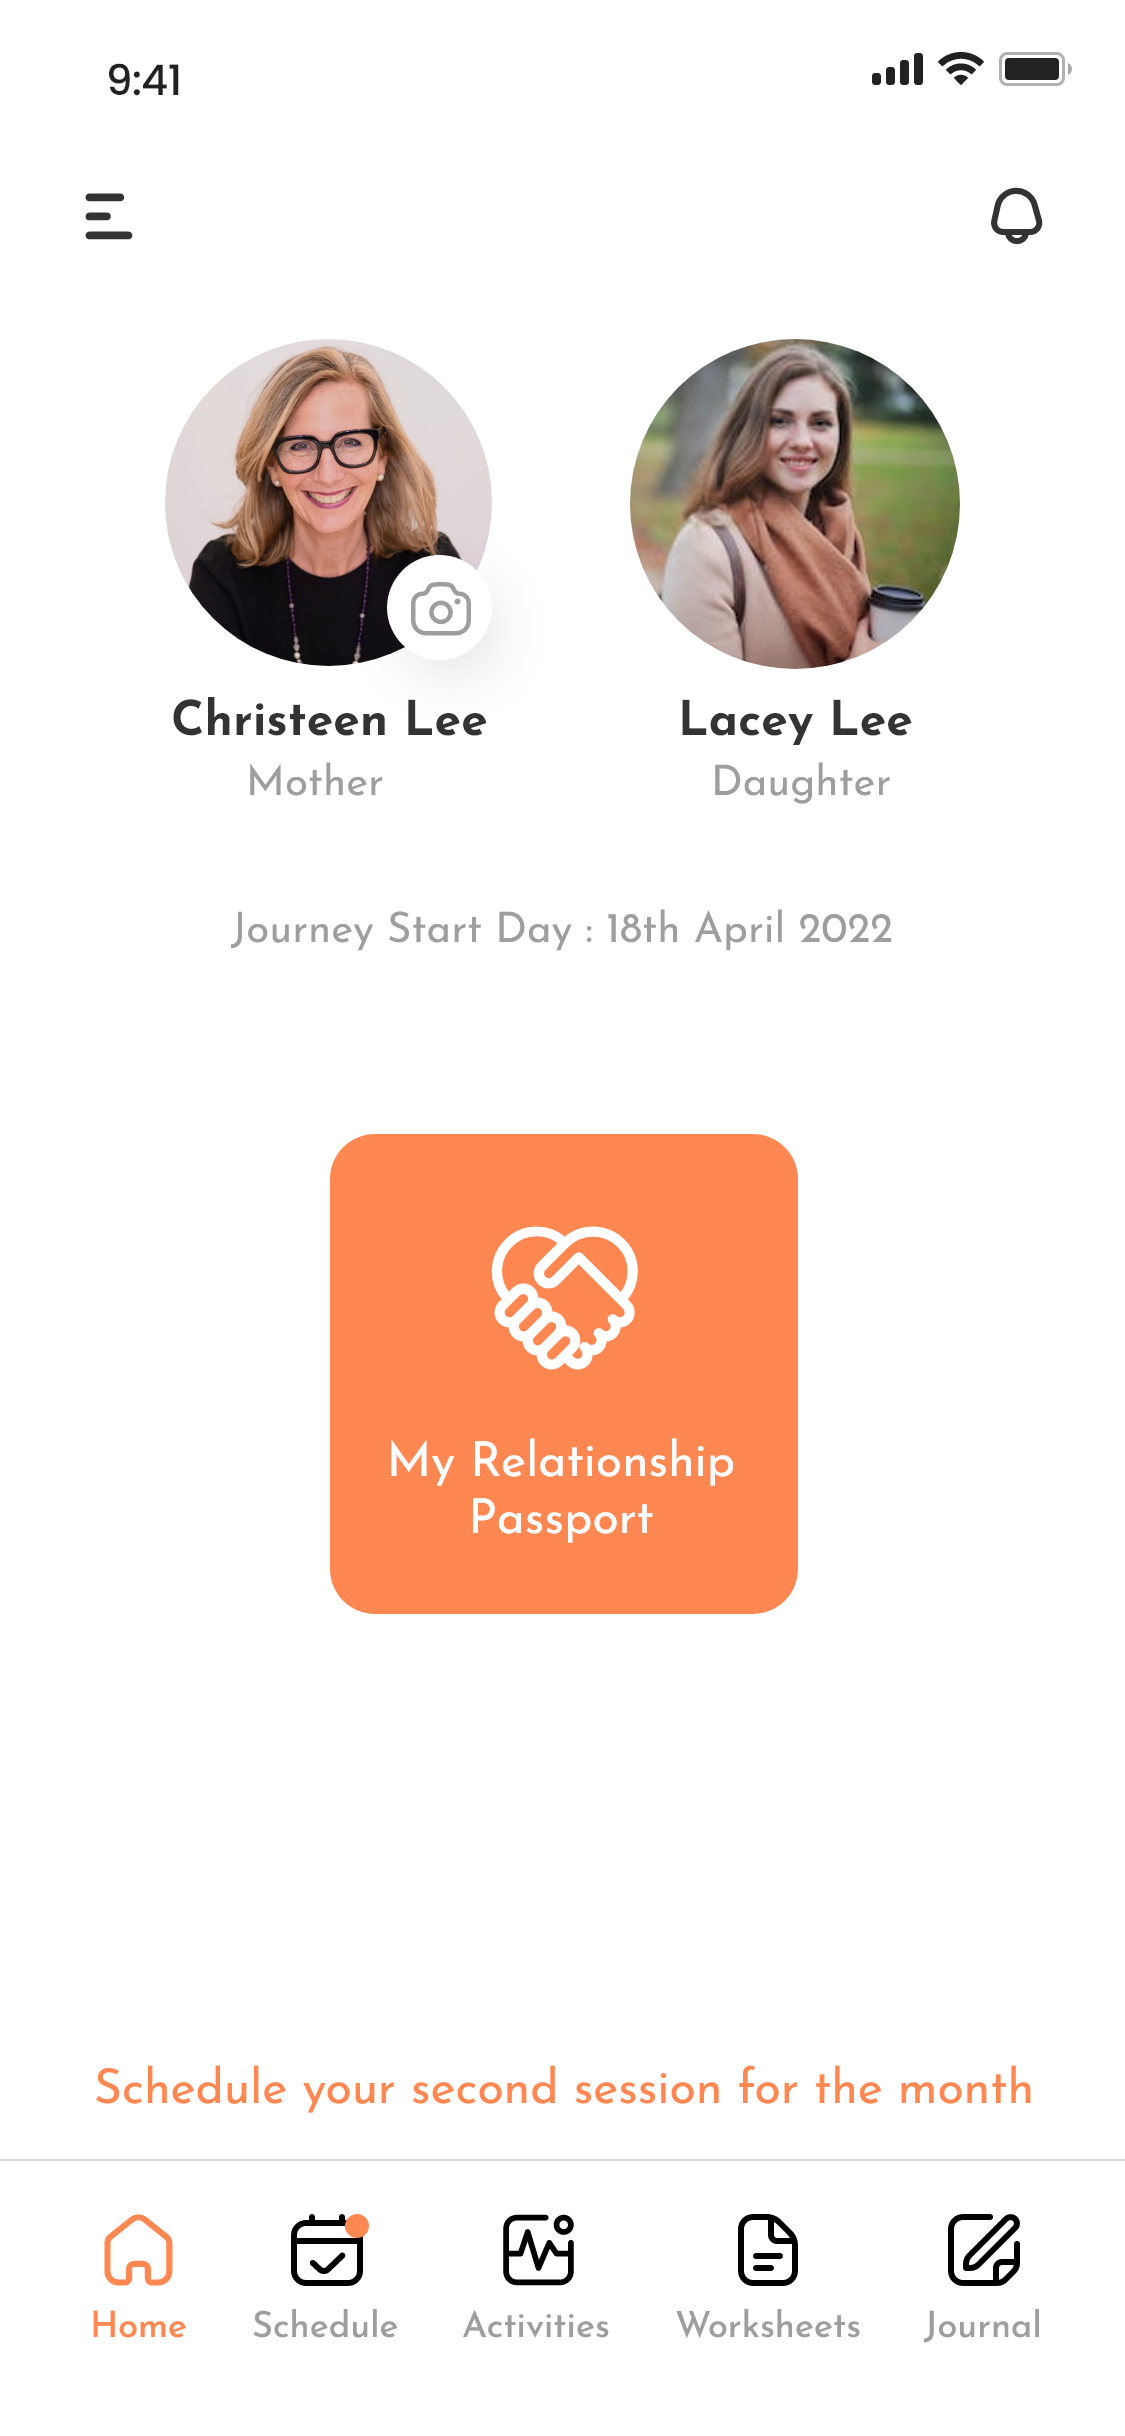 9:41
Christeen Lee
Lacey Lee
Mother
Daughter
Journey Start Day : 18th April 2022
My Relationship
Passport
Schedule your second session for the month
Home
Schedule
Activities
Worksheets
Journal